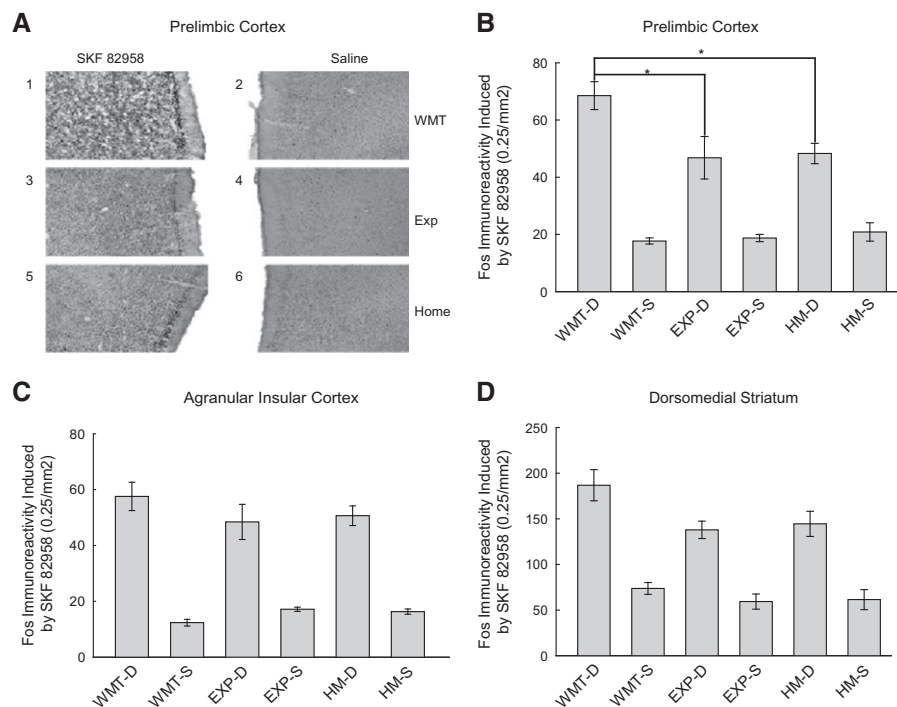 A
Prelimbic Cortex
SKF 82958
Saline
1
2
WMT
3
4
Exp
5
6
Home
B
Prelimbic Cortex
Fos Immunoreactivity Induced
by SKF 82958 (0.25/mm2)
80
60
40
20
0
*
*
WMT-D
WMT-S
EXP-D
EXP-S
HM-D
HM-S
C
Agranular Insular Cortex
Fos Immunoreactivity Induced
by SKF 82958 (0.25/mm2)
80
60
40
20
0
WMT-D
WMT-S
EXP-D
EXP-S
HM-D
HM-S
D
Dorsomedial Striatum
Fos Immunoreactivity Induced
by SKF 82958 (0.25/mm2)
250
200
150
100
50
0
WMT-D
WMT-S
EXP-D
EXP-S
HM-D
HM-S